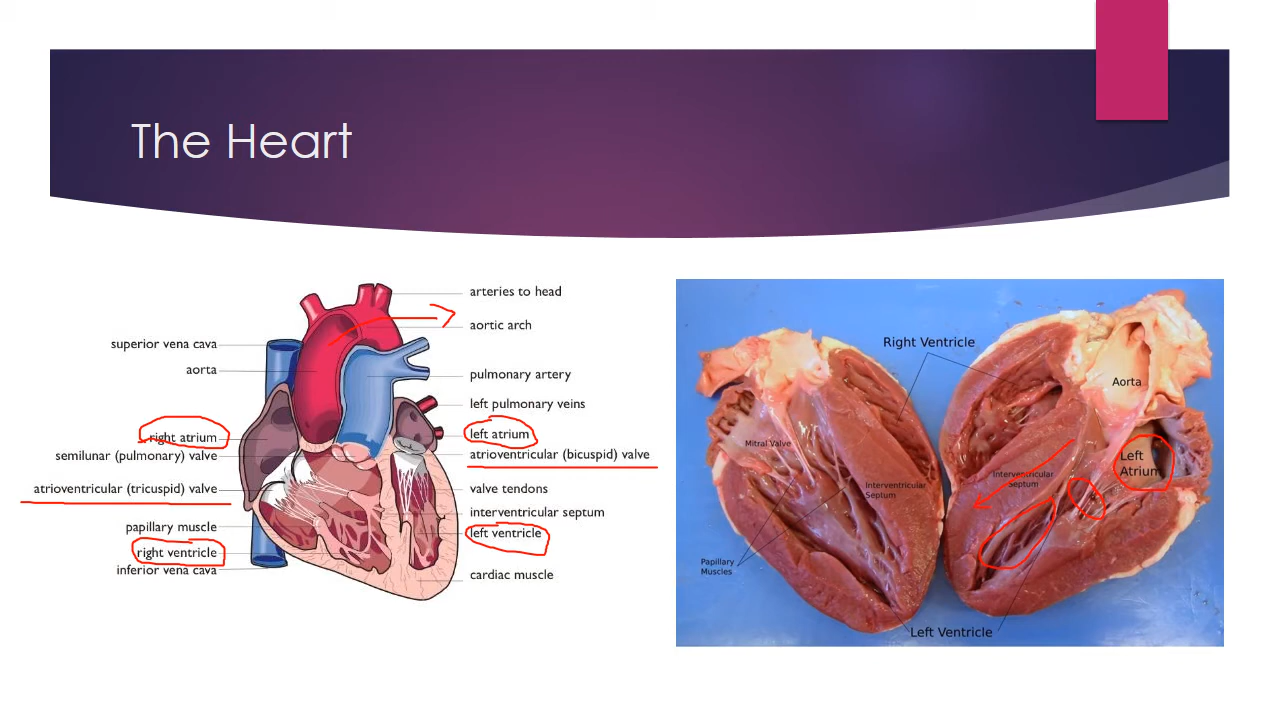 The Heart
arteries to head
aortic arch
superior vena cava
aorta
pulmonary artery
left pulmonary veins
right atrium
left atrium
semilunar (pulmonary) valve
atrioventricular (bicuspid) valve
atrioventricular (tricuspid) valve
valve tendons
papillary muscle
interventricular septum
right ventricle
left ventricle
inferior vena cava
cardiac muscle
Right Ventricle
Aorta
Mitral Valve
Left
Atrium
Interventricular
Septum
Interventricular
Septum
Papillary
Muscles
Left Ventricle